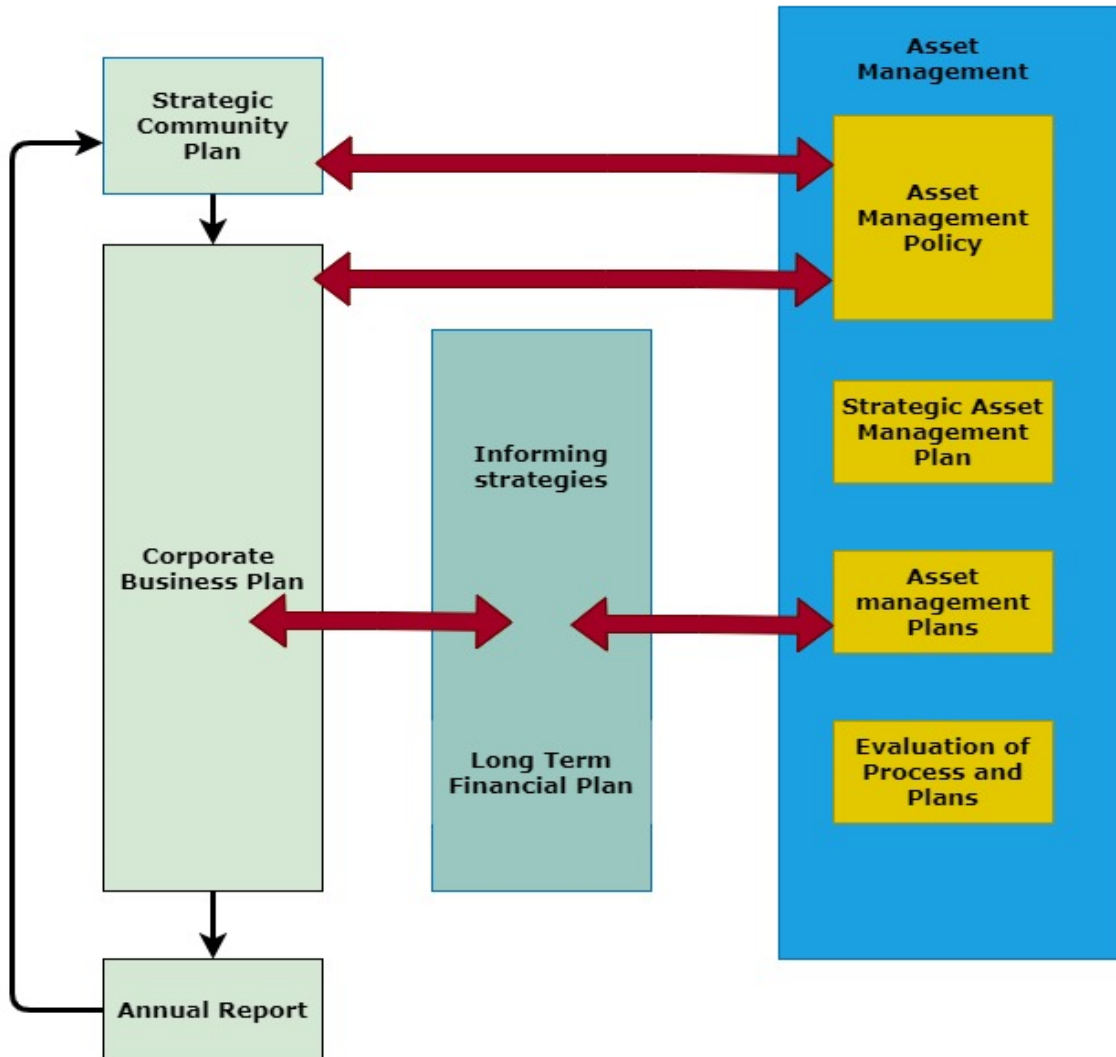 Strategic
Community
Plan
Corporate
Business Plan
Annual Report
Informing
strategies
Long Term
Financial Plan
Asset
Management
Asset
Management
Policy
Strategic Asset
Management
Plan
Asset
management
Plans
Evaluation of
Process and
Plans